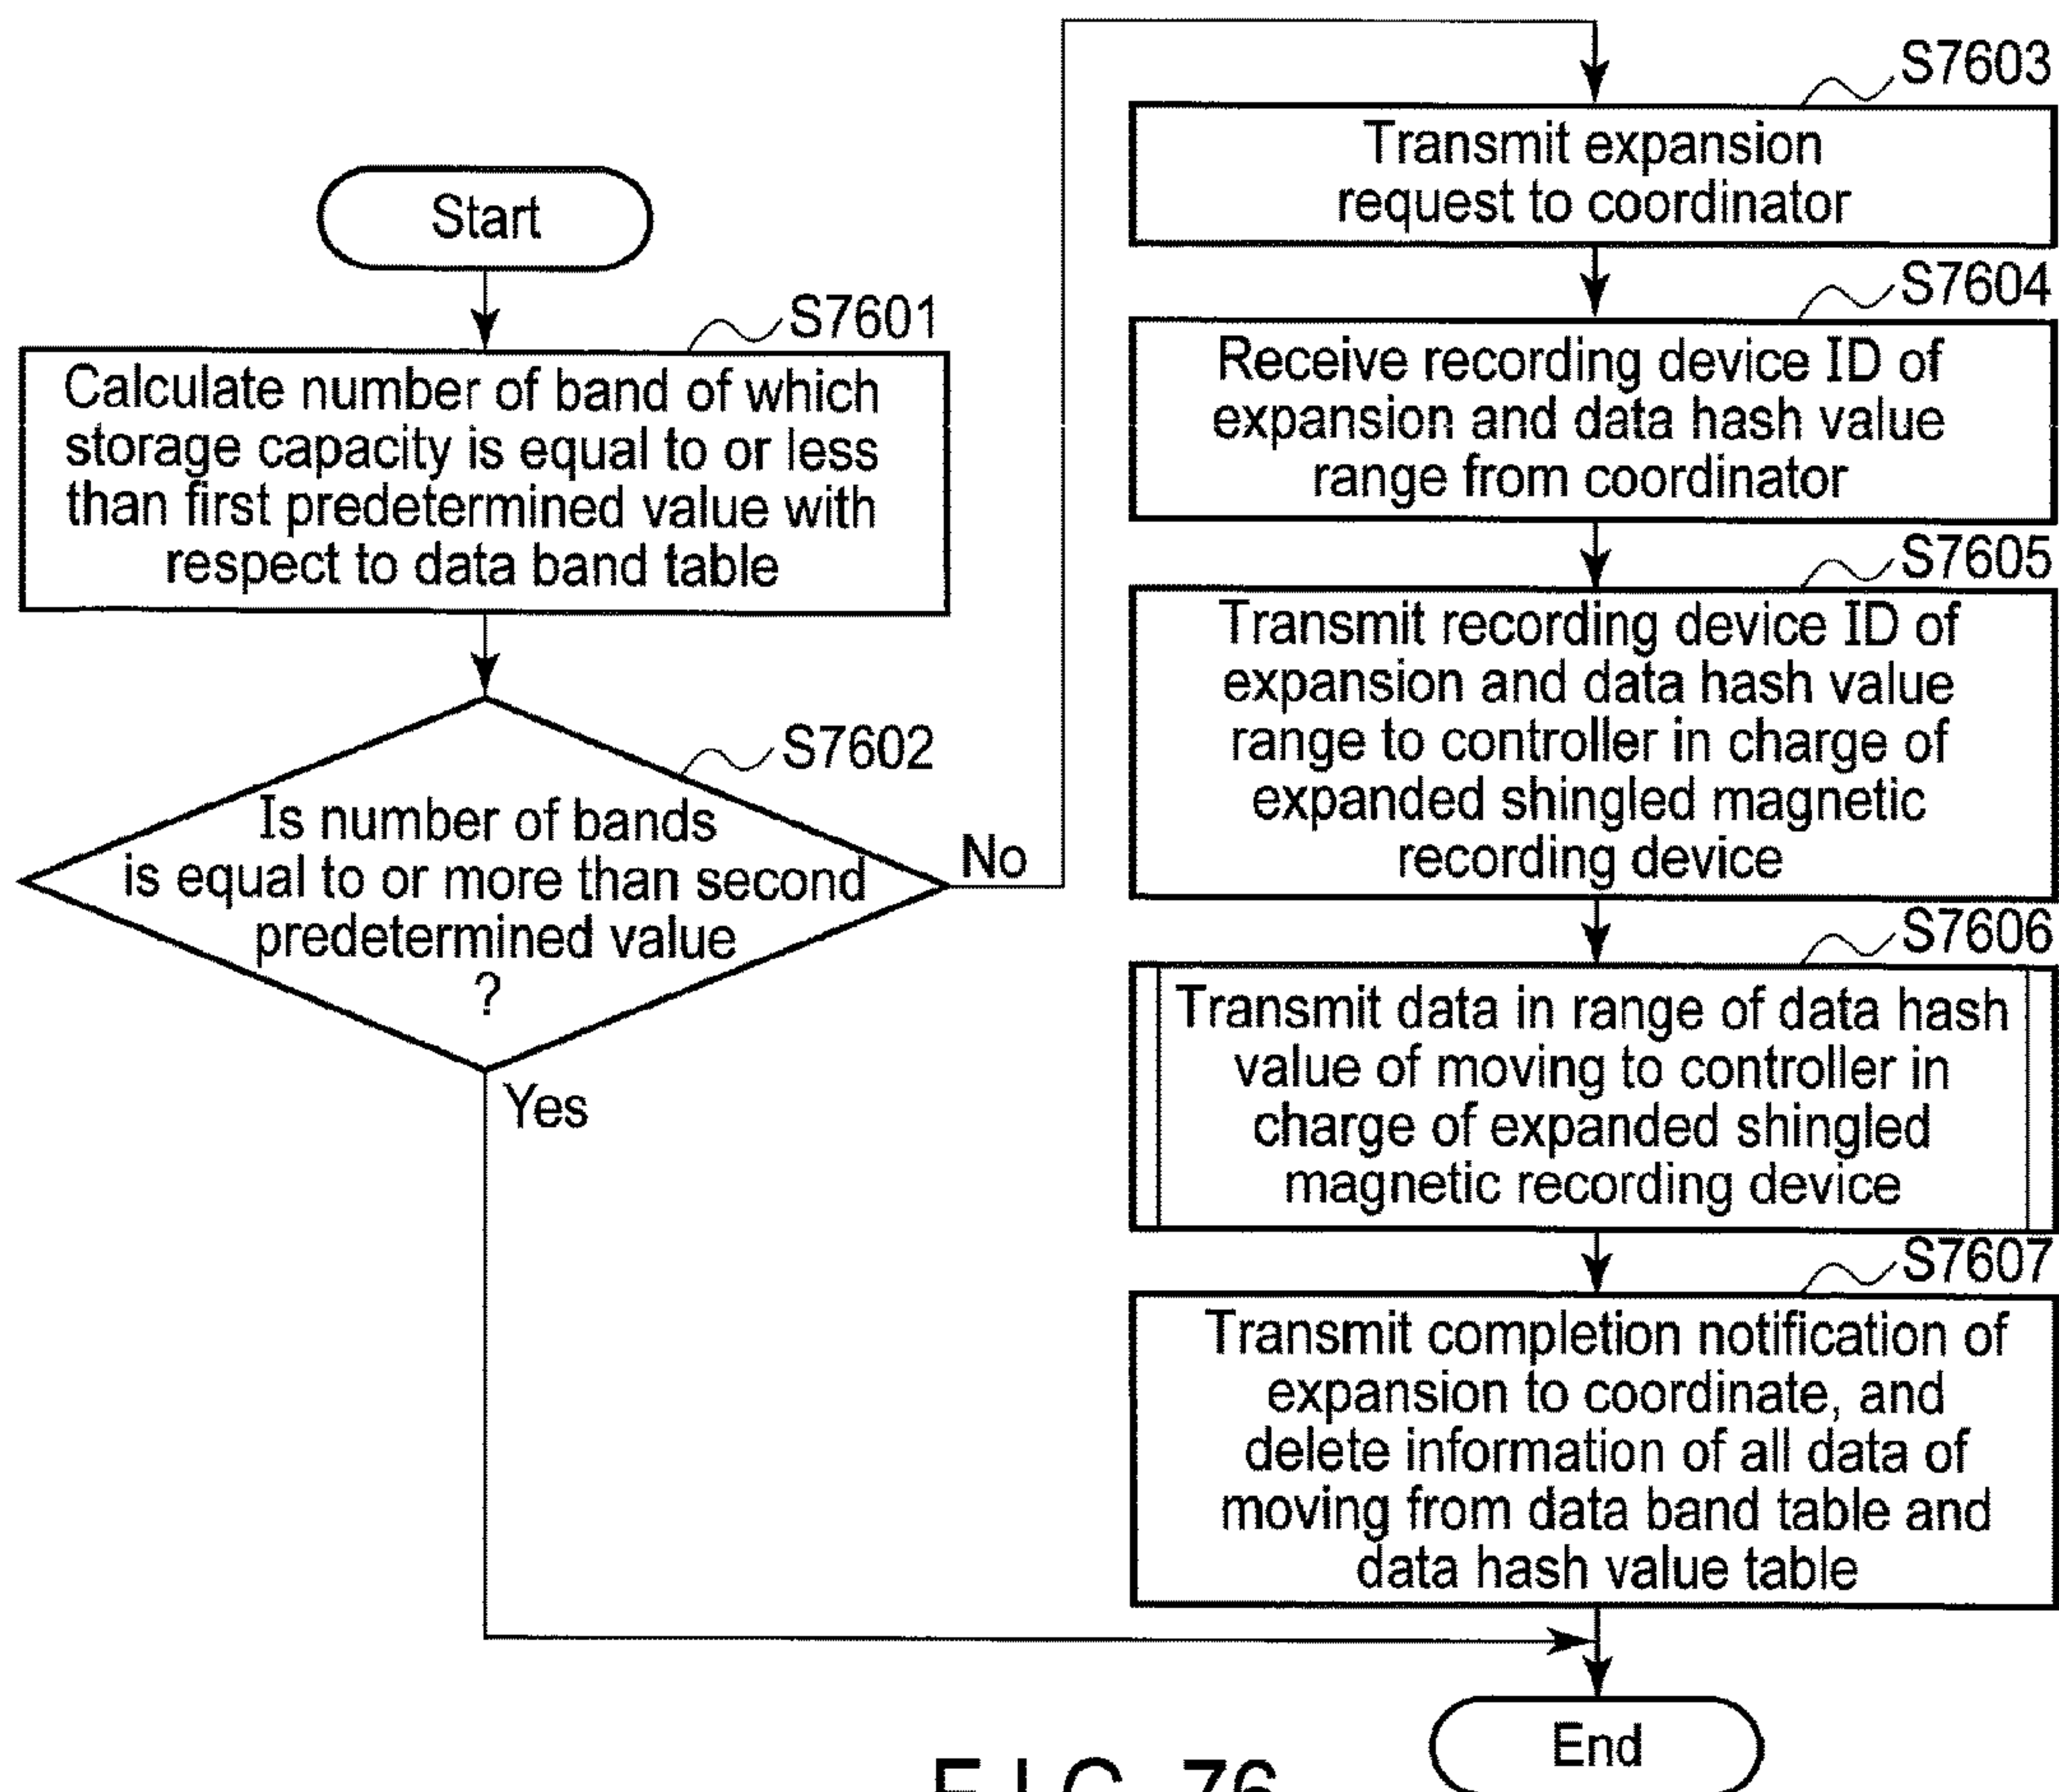 Start
S7601
Calculate number of band of which
storage capacity is equal to or less
than first predetermined value with
respect to data band table
S7602
Is number of bands
is equal to or more than second
predetermined value
?
No
Yes
S7603
Transmit expansion
request to coordinator
S7604
Receive recording device ID of
expansion and data hash value
range from coordinator
S7605
Transmit recording device ID of
expansion and data hash value
range to controller in charge of
expanded shingled magnetic
recording device
S7606
Transmit data in range of data hash
value of moving to controller in
charge of expanded shingled
magnetic recording device
S7607
Transmit completion notification of
expansion to coordinate, and
delete information of all data of
moving from data band table and
data hash value table
End
FIG. 76